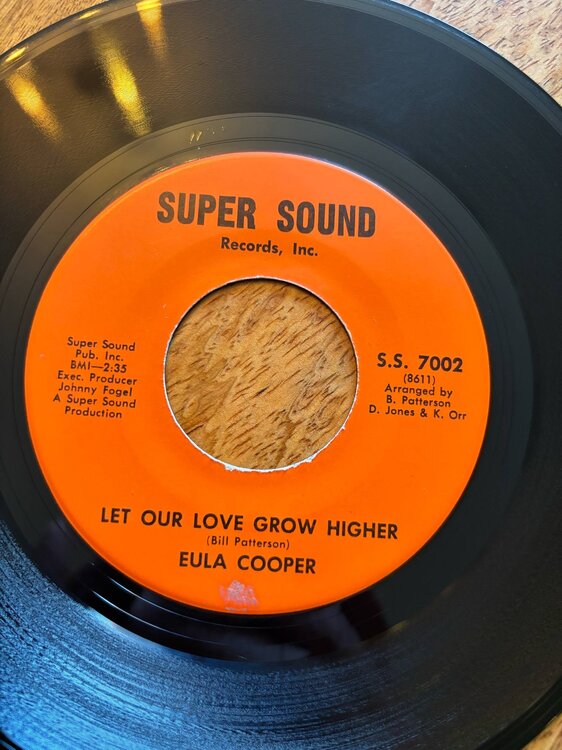 SUPER SOUND
Records, Inc.
Super Sound
Pub. Inc.
BMI—2:35
Exec. Producer
Johnny Fogel
A Super Sound
Production
S.S. 7002
(8611)
Arranged by
B. Patterson
D. Jones & K. Orr
LET OUR LOVE GROW HIGHER
(Bill Patterson)
EULA COOPER